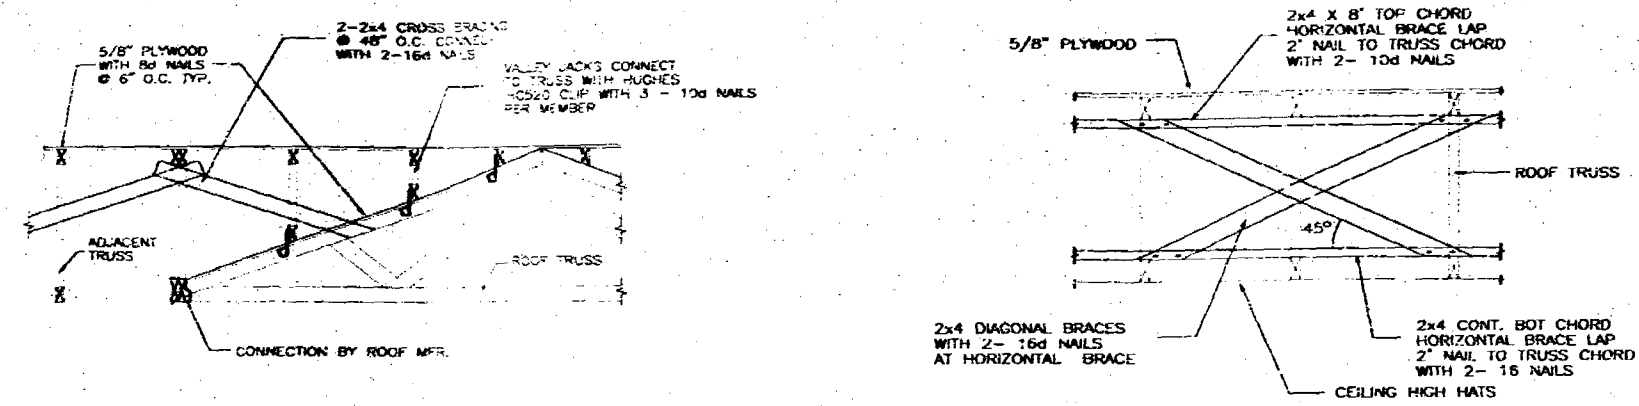 2-2x4 CROSS BRACING
@ 48" O.C. CONNECT
WITH 2-16d NAILS
5/8" PLYWOOD
WITH 8d NAILS
@ 6" O.C. TYP.
VALLEY JACKS CONNECT
TO TRUSS WITH HUGHES
CLIP WITH 3 - 10d NAILS
PER MEMBER
ADJACENT
TRUSS
ROOF TRUSS
CONNECTION BY ROOF MFR.
2x4 X 8' TOP CHORD
HORIZONTAL BRACE LAP
2' NAIL TO TRUSS CHORD
WITH 2- 10d NAILS
5/8" PLYWOOD
ROOF TRUSS
45°
2x4 DIAGONAL BRACES
WITH 2- 16d NAILS
AT HORIZONTAL BRACE
2x4 CONT. BOT CHORD
HORIZONTAL BRACE LAP
2' NAIL TO TRUSS CHORD
WITH 2- 16 NAILS
CEILING HIGH HATS